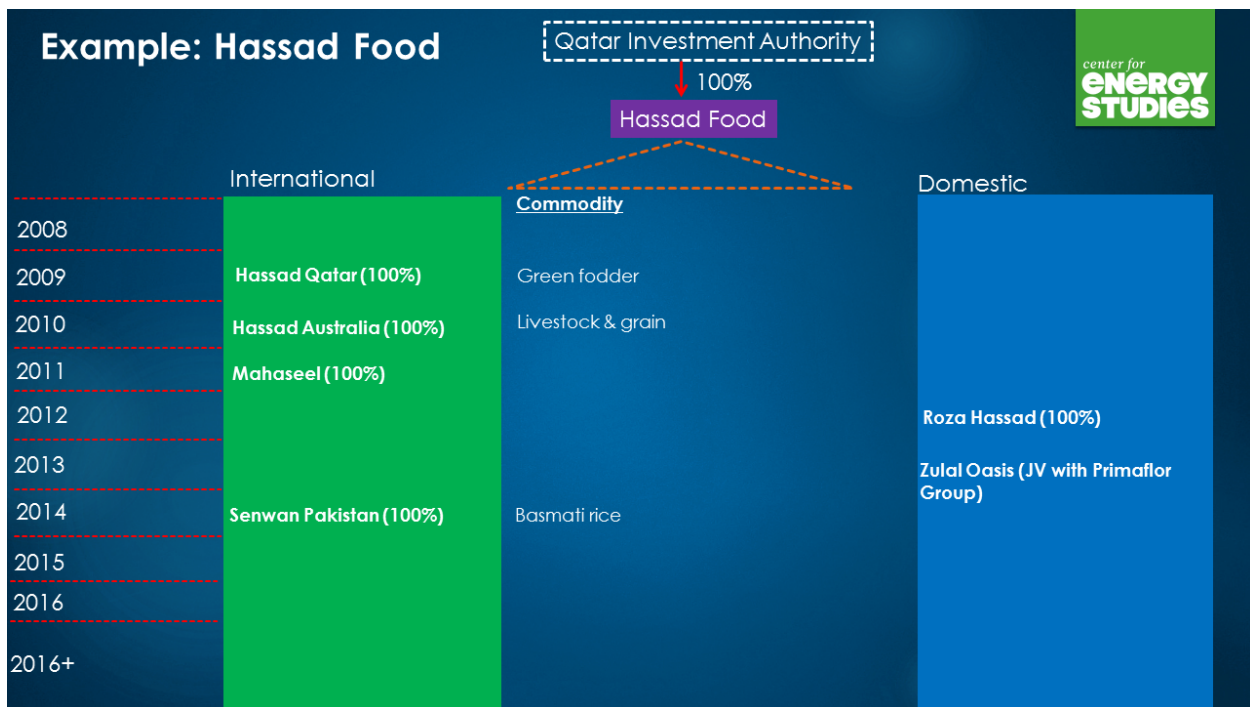 Example: Hassad Food
Qatar Investment Authority
100%
Hassad Food
center for
ENERGY
STUDIES
International
Commodity
Domestic
2008
2009
Hassad Qatar (100%)
Green fodder
2010
Hassad Australia (100%)
Livestock & grain
2011
Mahaseel (100%)
2012
Roza Hassad (100%)
2013
Zulal Oasis (JV with Primaflor
Group)
2014
Senwan Pakistan (100%)
Basmati rice
2015
2016
2016+